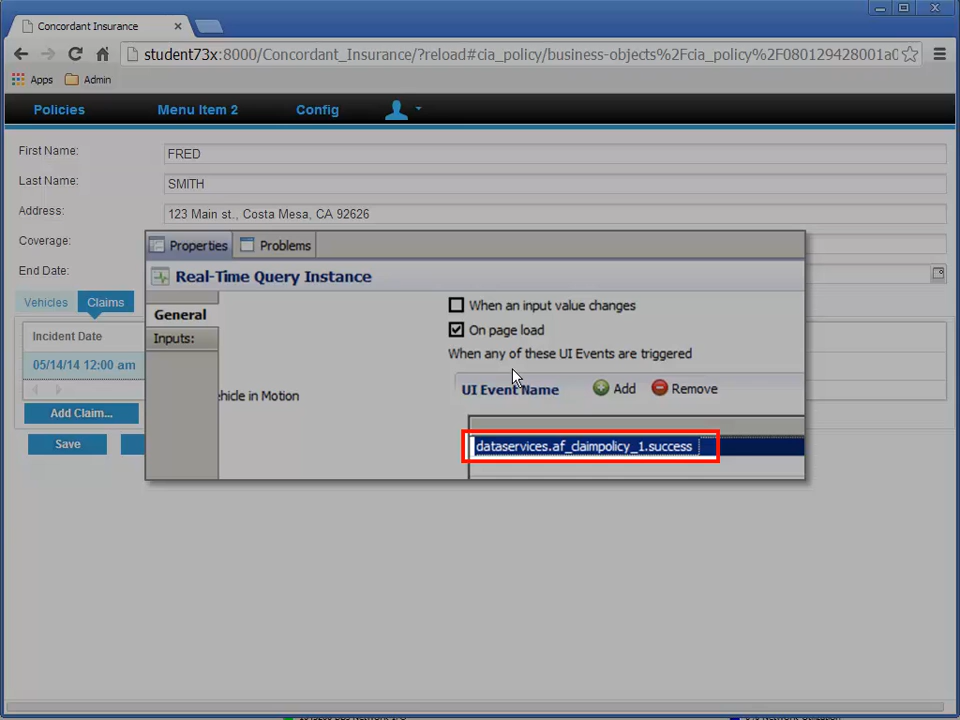 Concordant Insurance
student73x:8000/Concordant_Insurance/?reload#cia_policy/business-objects%2Fcia_policy%2F080129428001a0
Apps Admin
Policies Menu Item 2 Config
First Name: FRED
Last Name: SMITH
Address: 123 Main st., Costa Mesa, CA 92626
Coverage:
End Date:
Properties Problems
Real-Time Query Instance
Vehicles Claims
General
When an input value changes
On page load
Inputs:
When any of these UI Events are triggered
Incident Date
05/14/14 12:00 am
UI Event Name Add Remove
hicle in Motion
Add Claim...
Save
dataservices.af_claimpolicy_1.success